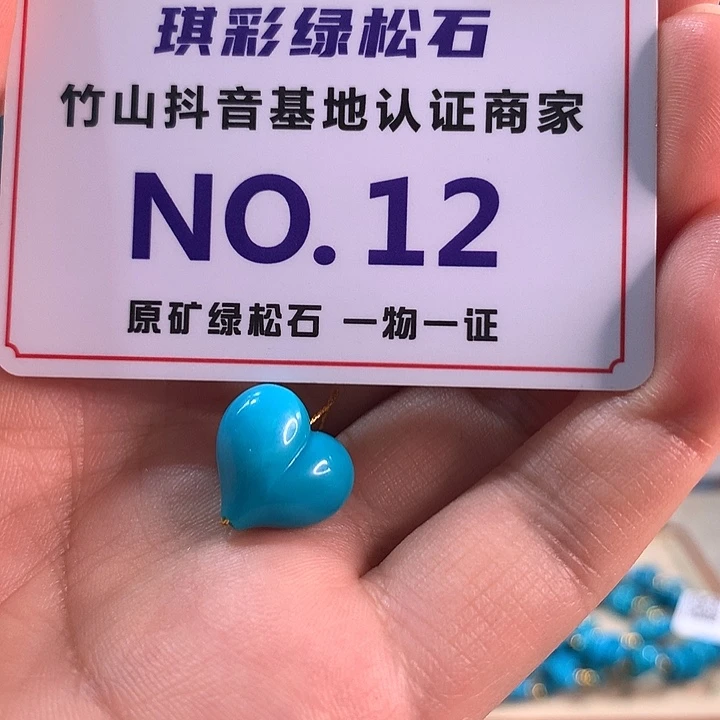 琪彩绿松石
竹山抖音基地认证商家
NO.12
原矿绿松石 一物一证